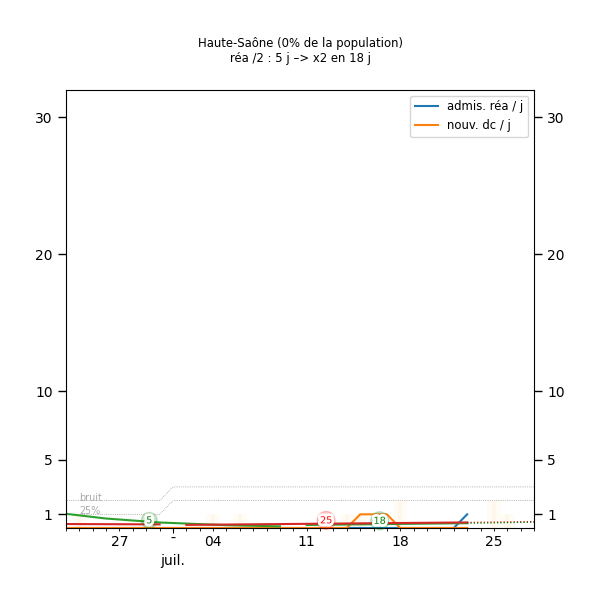 Haute-Saône (0% de la population)
réa /2 : 5 j –> x2 en 18 j
admis. réa / j
nouv. dc / j
30 30
20 20
10 10
5 5
bruit
25%
1 5 25 18 1
27 - 04 11 18 25
juil.